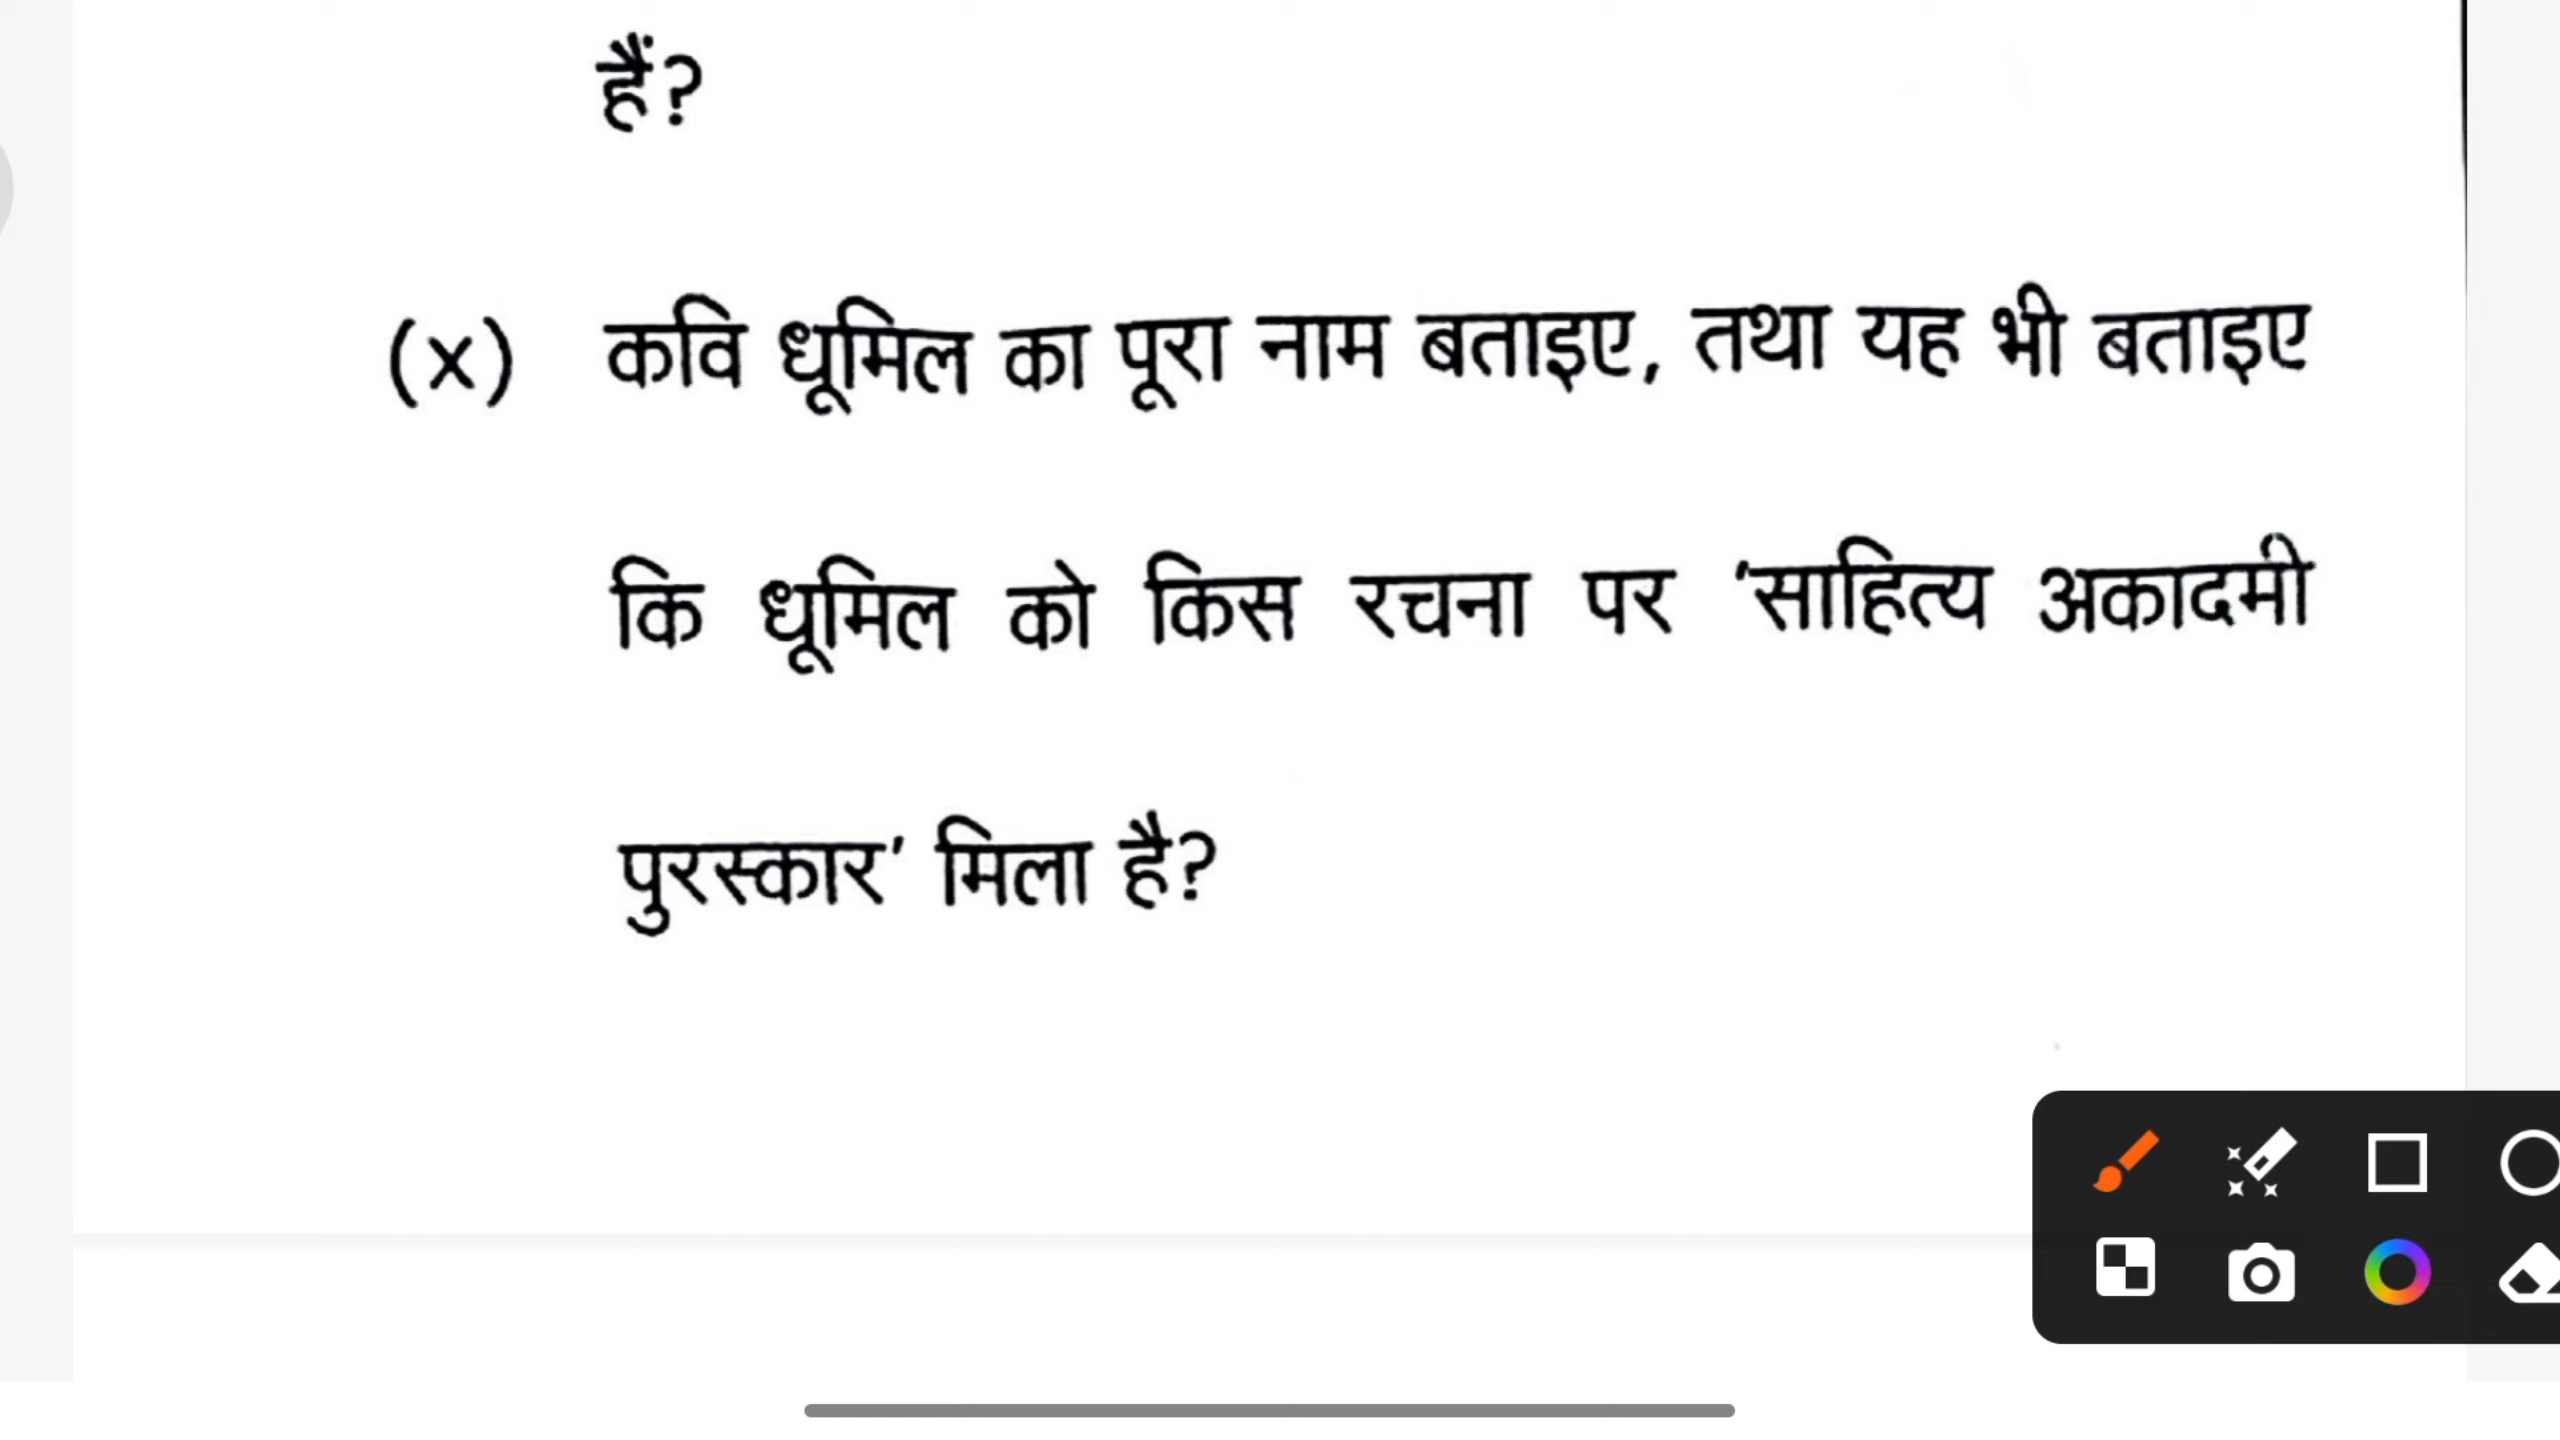 हैं?
(x) कवि धूमिल का पूरा नाम बताइए, तथा यह भी बताइए
कि धूमिल को किस रचना पर 'साहित्य अकादमी
पुरस्कार' मिला है?